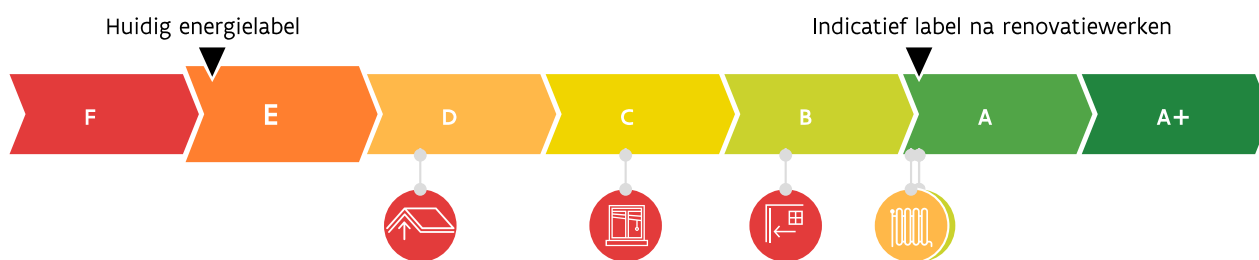 Huidig energielabel
Indicatief label na renovatiewerken
F
E
D
C
B
A
A+